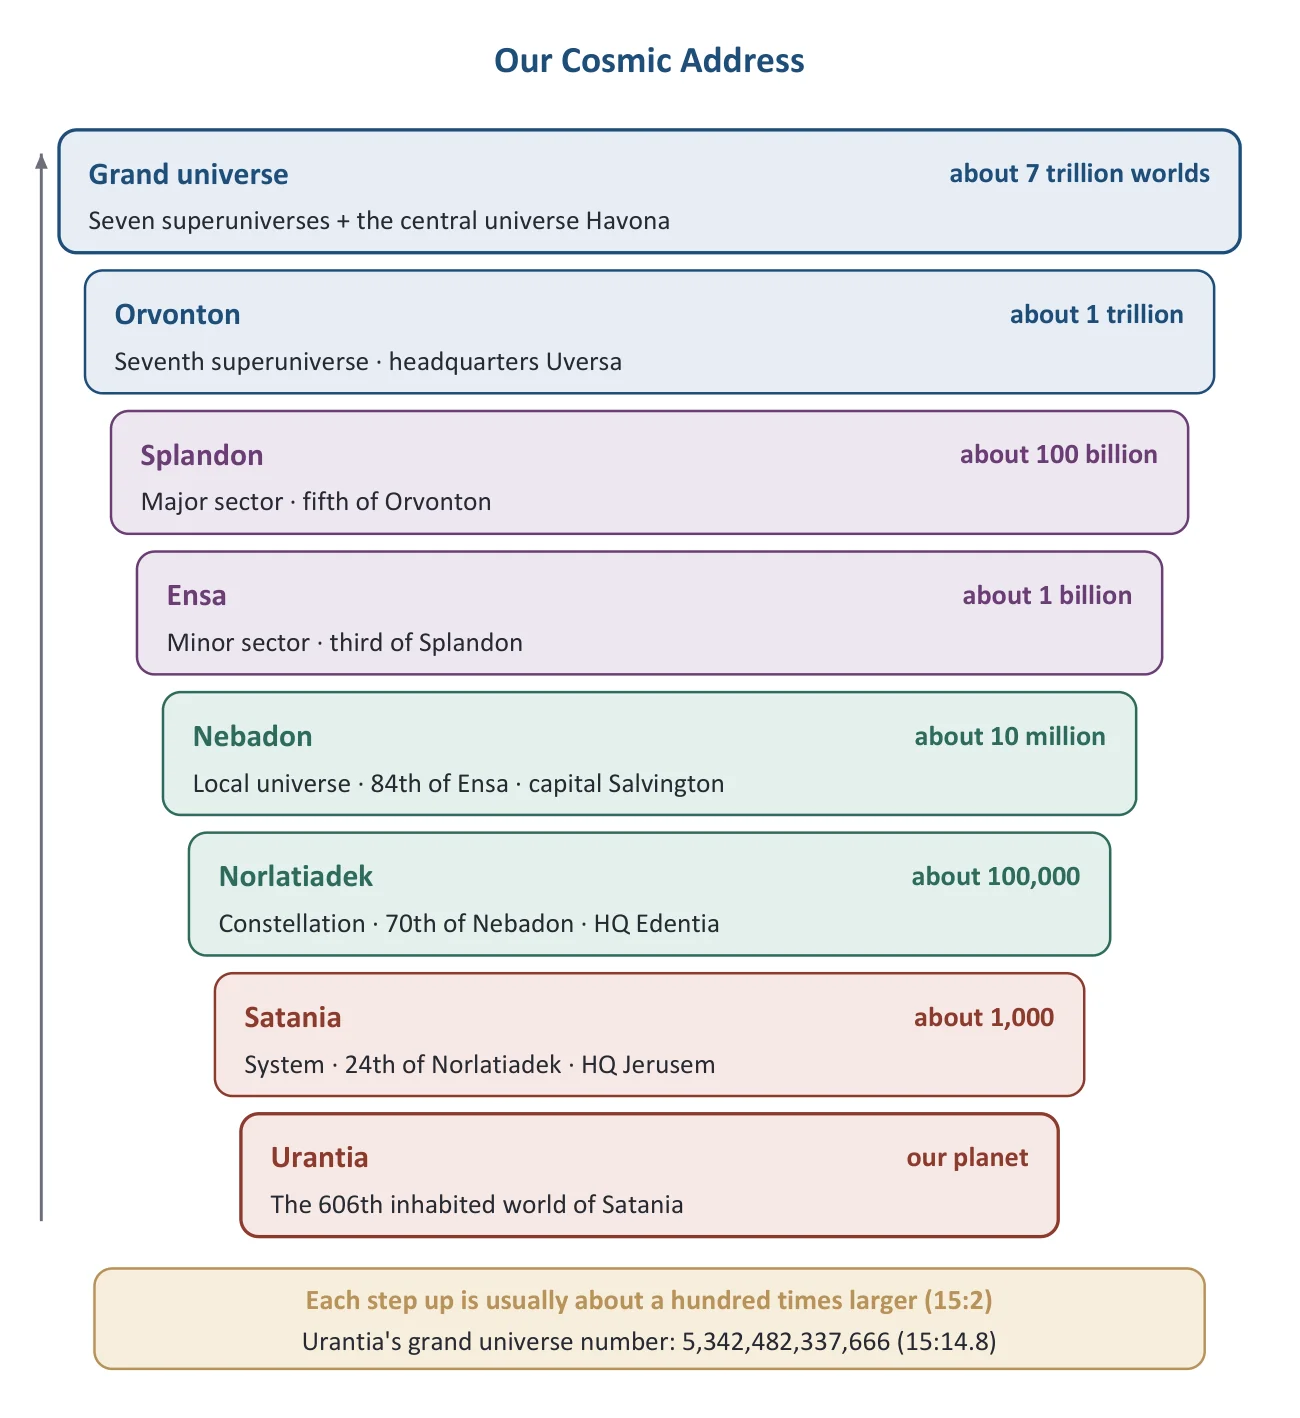 Our Cosmic Address
Grand universe
about 7 trillion worlds
Seven superuniverses + the central universe Havona
Orvonton
about 1 trillion
Seventh superuniverse · headquarters Uversa
Splandon
about 100 billion
Major sector · fifth of Orvonton
Ensa
about 1 billion
Minor sector · third of Splandon
Nebadon
about 10 million
Local universe · 84th of Ensa · capital Salvington
Norlatiadek
about 100,000
Constellation · 70th of Nebadon · HQ Edentia
Satania
about 1,000
System · 24th of Norlatiadek · HQ Jerusem
Urantia
our planet
The 606th inhabited world of Satania
Each step up is usually about a hundred times larger (15:2)
Urantia's grand universe number: 5,342,482,337,666 (15:14.8)